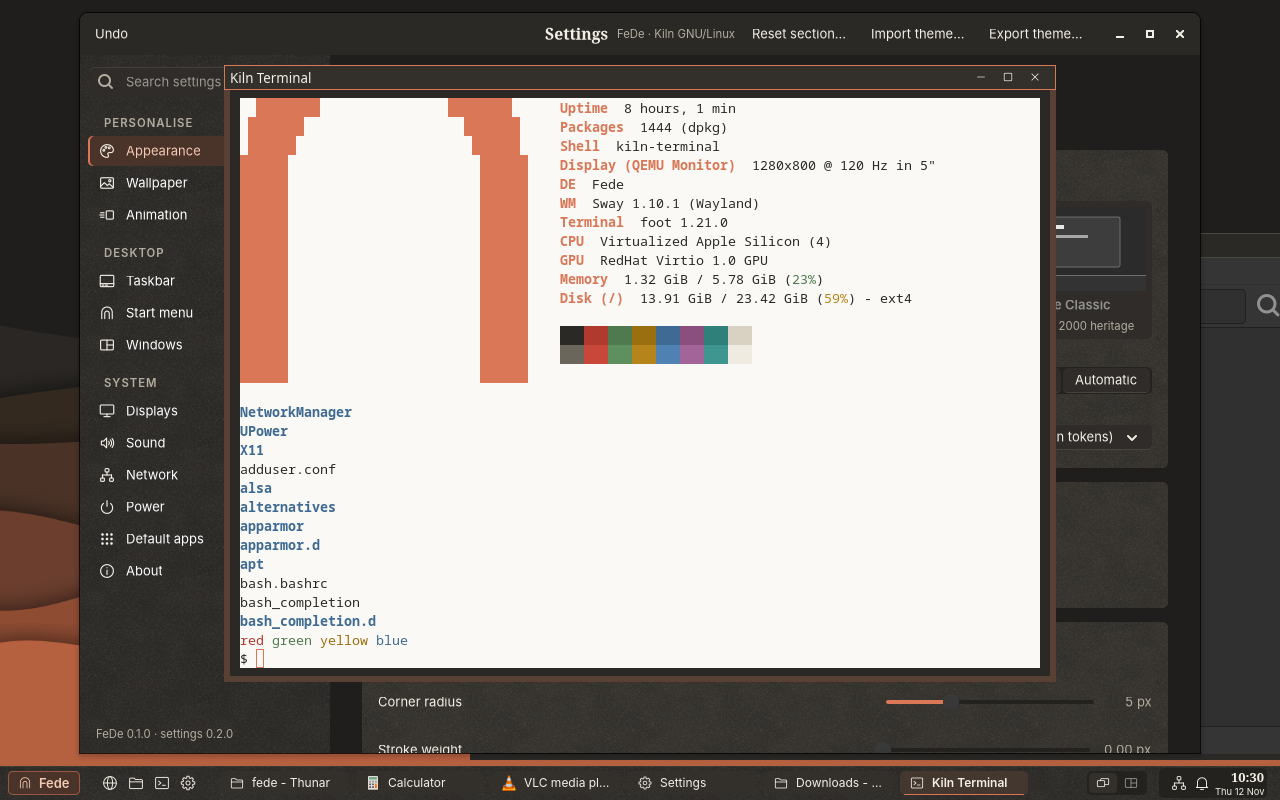 Undo
Settings FeDe · Kiln GNU/Linux Reset section... Import theme... Export theme...
Search settings
PERSONALISE
Appearance
Wallpaper
Animation
DESKTOP
Taskbar
Start menu
Windows
SYSTEM
Displays
Sound
Network
Power
Default apps
About
FeDe 0.1.0 · settings 0.2.0
Kiln Terminal
Uptime 8 hours, 1 min
Packages 1444 (dpkg)
Shell kiln-terminal
Display (QEMU Monitor) 1280x800 @ 120 Hz in 5"
DE Fede
WM Sway 1.10.1 (Wayland)
Terminal foot 1.21.0
CPU Virtualized Apple Silicon (4)
GPU RedHat Virtio 1.0 GPU
Memory 1.32 GiB / 5.78 GiB (23%)
Disk (/) 13.91 GiB / 23.42 GiB (59%) - ext4
NetworkManager
UPower
X11
adduser.conf
alsa
alternatives
apparmor
apparmor.d
apt
bash.bashrc
bash_completion
bash_completion.d
red green yellow blue
$
e Classic
2000 heritage
Automatic
n tokens)
Corner radius 5 px
Stroke weight 0.00 px
Fede
fede - Thunar
Calculator
VLC media pl...
Settings
Downloads - ...
Kiln Terminal
10:30
Thu 12 Nov